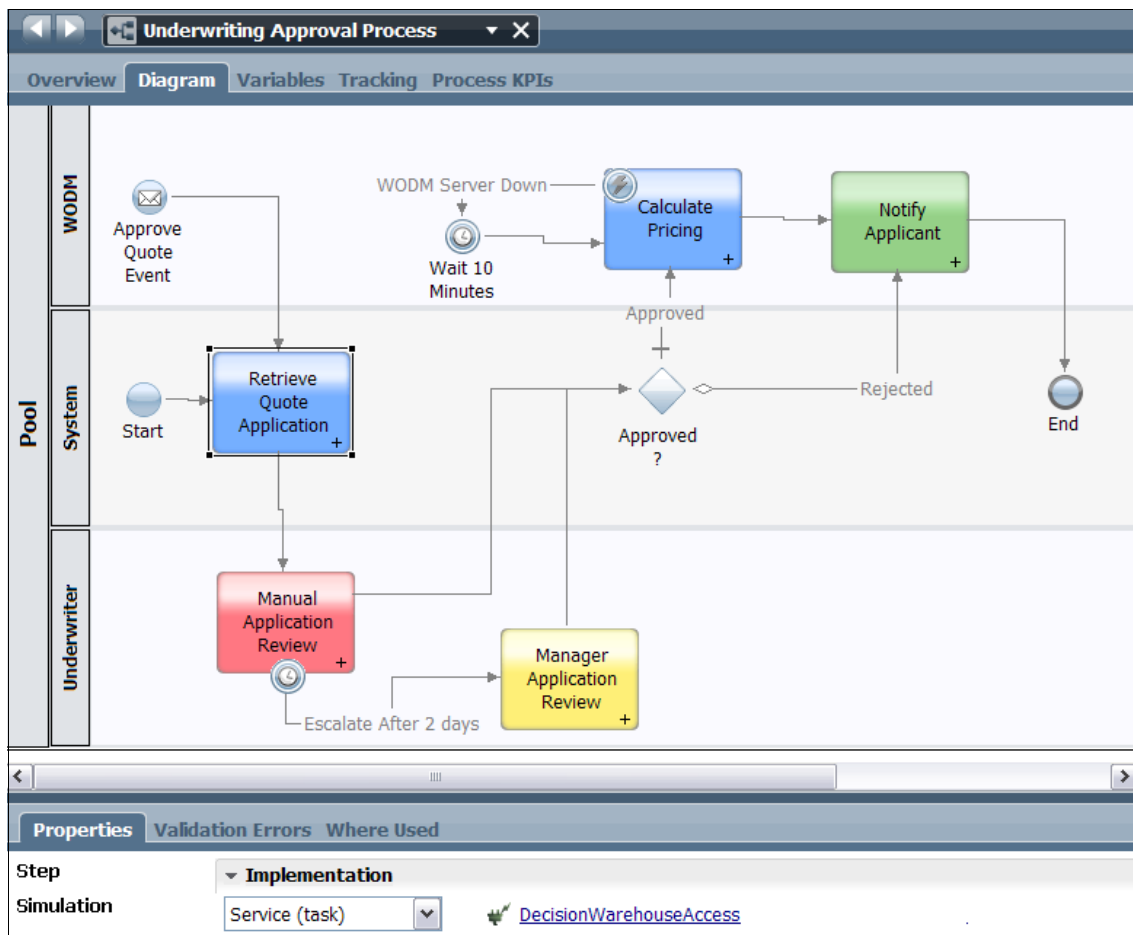 Underwriting Approval Process
Overview Diagram Variables Tracking Process KPIs
Pool
WODM
Approve
Quote
Event
WODM Server Down
Wait 10
Minutes
Calculate
Pricing
Notify
Applicant
Approved
System
Start
Retrieve
Quote
Application
Approved
?
Rejected
End
Underwriter
Manual
Application
Review
Escalate After 2 days
Manager
Application
Review
Properties Validation Errors Where Used
Step
Implementation
Simulation
Service (task)
DecisionWarehouseAccess